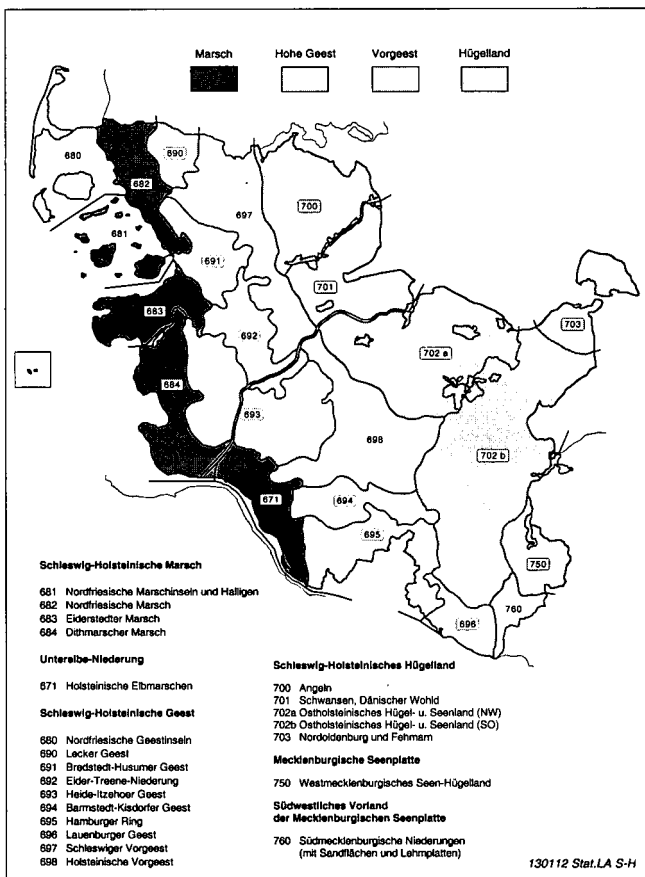 Marsch Hohe Geest Vorgeest Hügelland
680
682
690
697
700
681
691
701
683
692
703
702 a
684
693
698
702 b
671
694
695
750
760
696
Schleswig-Holsteinische Marsch
681 Nordfriesische Marschinseln und Halligen
682 Nordfriesische Marsch
683 Eiderstedter Marsch
684 Dithmarscher Marsch
Unterelbe-Niederung
671 Holsteinische Elbmarschen
Schleswig-Holsteinische Geest
680 Nordfriesische Geestinseln
690 Lecker Geest
691 Bredstedt-Husumer Geest
692 Eider-Treene-Niederung
693 Heide-Itzehoer Geest
694 Barmstedt-Kisdorfer Geest
695 Hamburger Ring
696 Lauenburger Geest
697 Schleswiger Vorgeest
698 Holsteinische Vorgeest
Schleswig-Holsteinisches Hügelland
700 Angeln
701 Schwansen, Dänischer Wohld
702a Ostholsteinisches Hügel- u. Seenland (NW)
702b Ostholsteinisches Hügel- u. Seenland (SO)
703 Nordoldenburg und Fehmarn
Mecklenburgische Seenplatte
750 Westmecklenburgisches Seen-Hügelland
Südwestliches Vorland
der Mecklenburgischen Seenplatte
760 Südmecklenburgische Niederungen
(mit Sandflächen und Lehmplatten)
130112 Stat.LA S-H